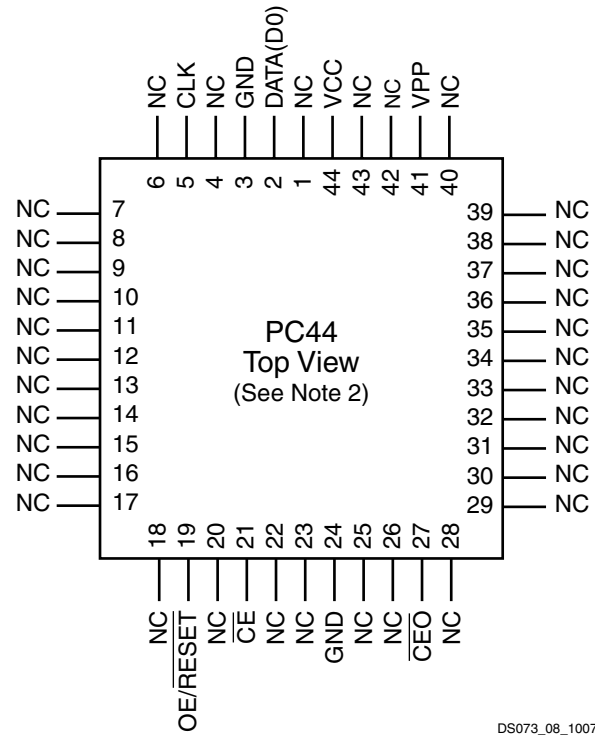 NC CLK NC GND DATA(D0) NC VCC NC NC VPP NC
6 5 4 3 2 1 44 43 42 41 40
NC 7 39 NC
NC 8 38 NC
NC 9 37 NC
NC 10 36 NC
NC 11 35 NC
NC 12 34 NC
NC 13 33 NC
NC 14 32 NC
NC 15 31 NC
NC 16 30 NC
NC 17 29 NC
PC44
Top View
(See Note 2)
18 19 20 21 22 23 24 25 26 27 28
NC OE/RESET NC CE NC NC GND NC NC CEO NC
DS073_08_1007